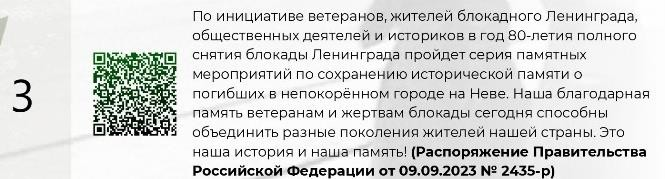 По инициативе ветеранов, жителей блокадного Ленинграда,
общественных деятелей и историков в год 80-летия полного
снятия блокады Ленинграда пройдет серия памятных
мероприятий по сохранению исторической памяти о
3
погибших в непокорённом городе на Неве. Наша благодарная
память ветеранам и жертвам блокады сегодня способны
объединить разные поколения жителей нашей страны. Это
наша история и наша память! (Распоряжение Правительства
Российской Федерации от 09.09.2023 № 2435-р)